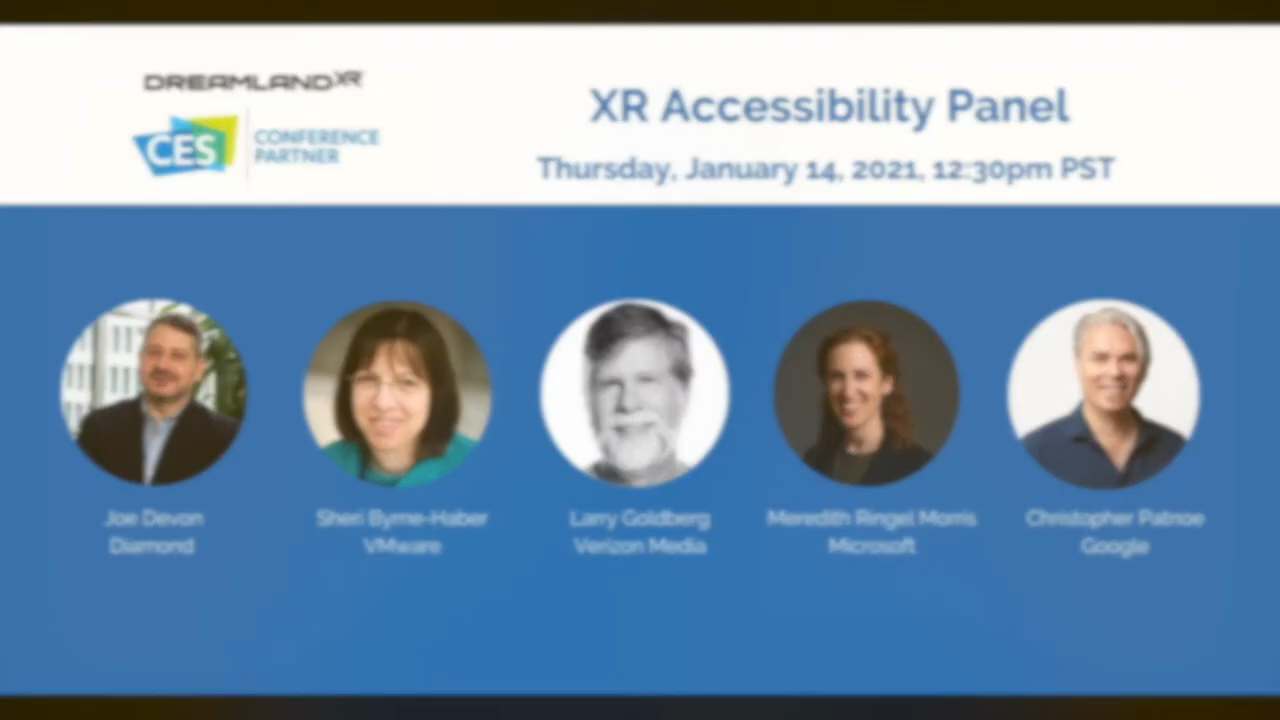 DREAMLANDXR
CES
CONFERENCE
PARTNER
XR Accessibility Panel
Thursday, January 14, 2021, 12:30pm PST
Joe Devon
Diamond
Sheri Byrne-Haber
VMware
Larry Goldberg
Verizon Media
Meredith Ringel Morris
Microsoft
Christopher Patnoe
Google